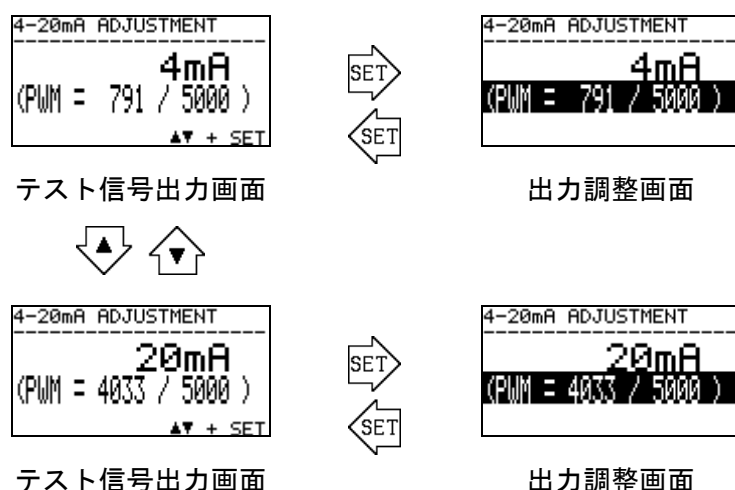 4-20mA ADJUSTMENT
4mA
(PWM = 791 / 5000 )
▲▼ + SET
テスト信号出力画面
SET
SET
4-20mA ADJUSTMENT
4mA
(PWM = 791 / 5000 )
出力調整画面
▲ ▼
4-20mA ADJUSTMENT
20mA
(PWM = 4033 / 5000 )
▲▼ + SET
テスト信号出力画面
SET
SET
4-20mA ADJUSTMENT
20mA
(PWM = 4033 / 5000 )
出力調整画面